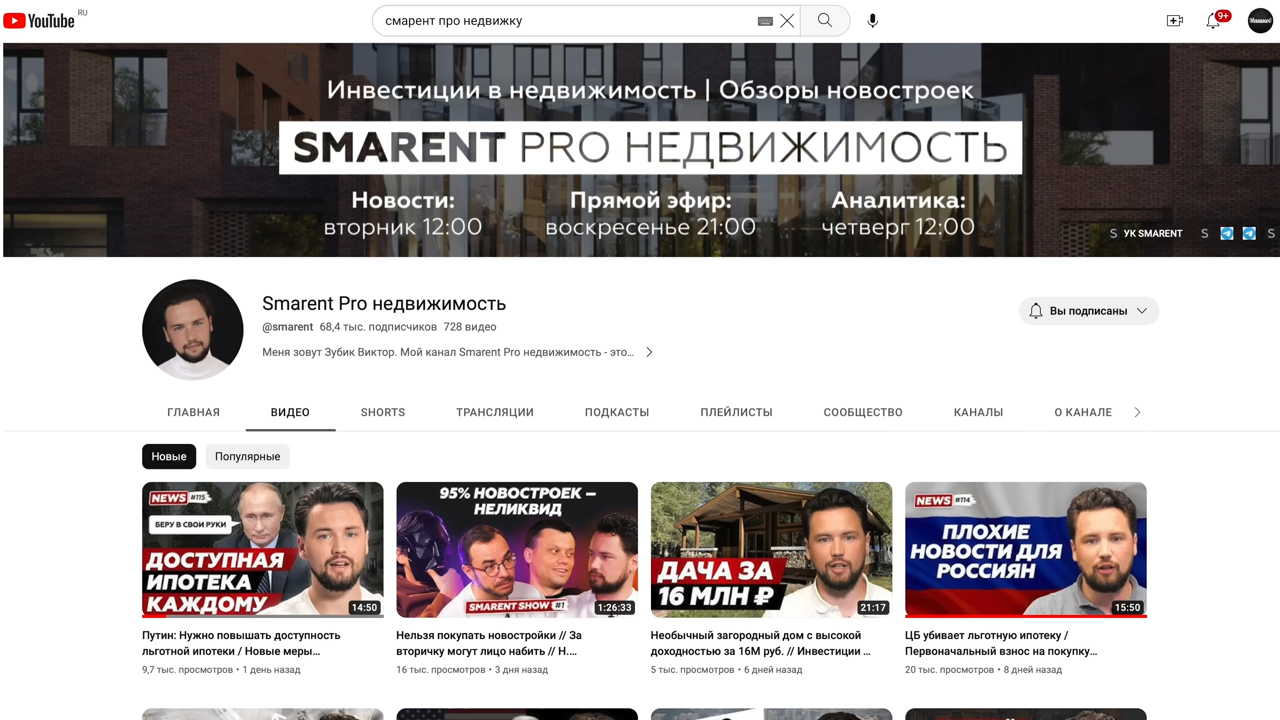 YouTube RU
смарент про недвижку
9+
Машков
Инвестиции в недвижимость | Обзоры новостроек
SMARENT PRO НЕДВИЖИМОСТЬ
Новости: Прямой эфир: Аналитика:
вторник 12:00 воскресенье 21:00 четверг 12:00
S УК SMARENT S S
Smarent Pro недвижимость
@smarent 68,4 тыс. подписчиков 728 видео
Меня зовут Зубик Виктор. Мой канал Smarent Pro недвижимость - это...
Вы подписаны
ГЛАВНАЯ ВИДЕО SHORTS ТРАНСЛЯЦИИ ПОДКАСТЫ ПЛЕЙЛИСТЫ СООБЩЕСТВО КАНАЛЫ О КАНАЛЕ
Новые Популярные
NEWS #115
БЕРУ В СВОИ РУКИ
ДОСТУПНАЯ
ИПОТЕКА
КАЖДОМУ
14:50
Путин: Нужно повышать доступность
льготной ипотеки / Новые меры...
9,7 тыс. просмотров • 1 день назад
95% НОВОСТРОЕК –
НЕЛИКВИД
SMARENT SHOW #1
1:26:33
Нельзя покупать новостройки // За
вторичку могут лицо набить // Н....
16 тыс. просмотров • 3 дня назад
ДАЧА ЗА
16 МЛН ₽
21:17
Необычный загородный дом с высокой
доходностью за 16М руб. // Инвестиции ...
5 тыс. просмотров • 6 дней назад
NEWS #114
ПЛОХИЕ
НОВОСТИ ДЛЯ
РОССИЯН
15:50
ЦБ убивает льготную ипотеку /
Первоначальный взнос на покупку...
20 тыс. просмотров • 8 дней назад